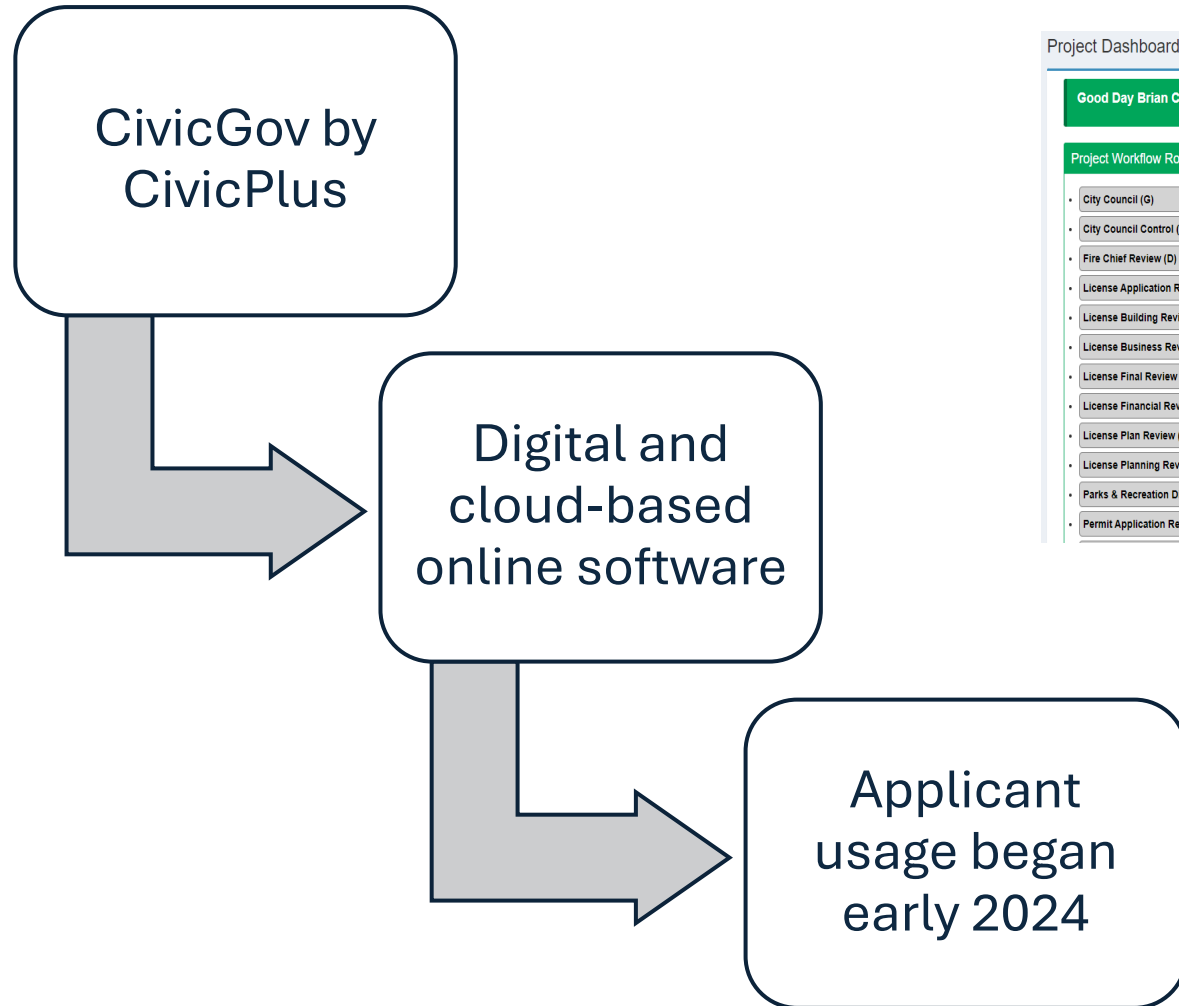 CivicGov by
CivicPlus
Digital and
cloud-based
online software
Applicant
usage began
early 2024
Project Dashboard
Good Day Brian C
Project Workflow Ro
City Council (G)
City Council Control (
Fire Chief Review (D)
License Application R
License Building Revi
License Business Rev
License Final Review
License Financial Rev
License Plan Review (
License Planning Rev
Parks & Recreation D
Permit Application Re